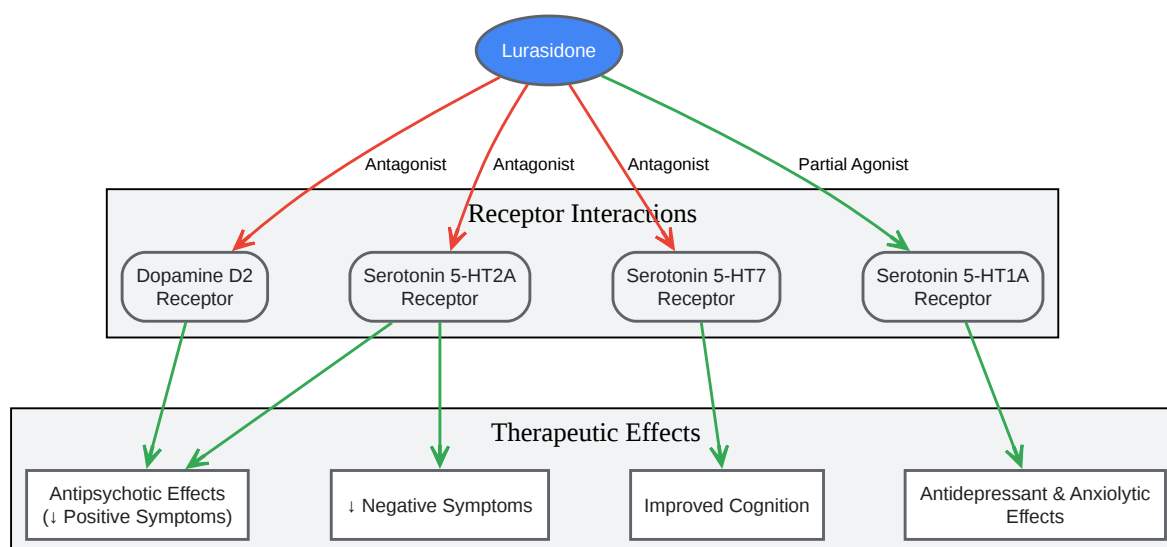 Lurasidone
Antagonist
Antagonist
Antagonist
Partial Agonist
Receptor Interactions
Dopamine D2
Receptor
Serotonin 5-HT2A
Receptor
Serotonin 5-HT7
Receptor
Serotonin 5-HT1A
Receptor
Therapeutic Effects
Antipsychotic Effects
(↓ Positive Symptoms)
↓ Negative Symptoms
Improved Cognition
Antidepressant & Anxiolytic
Effects